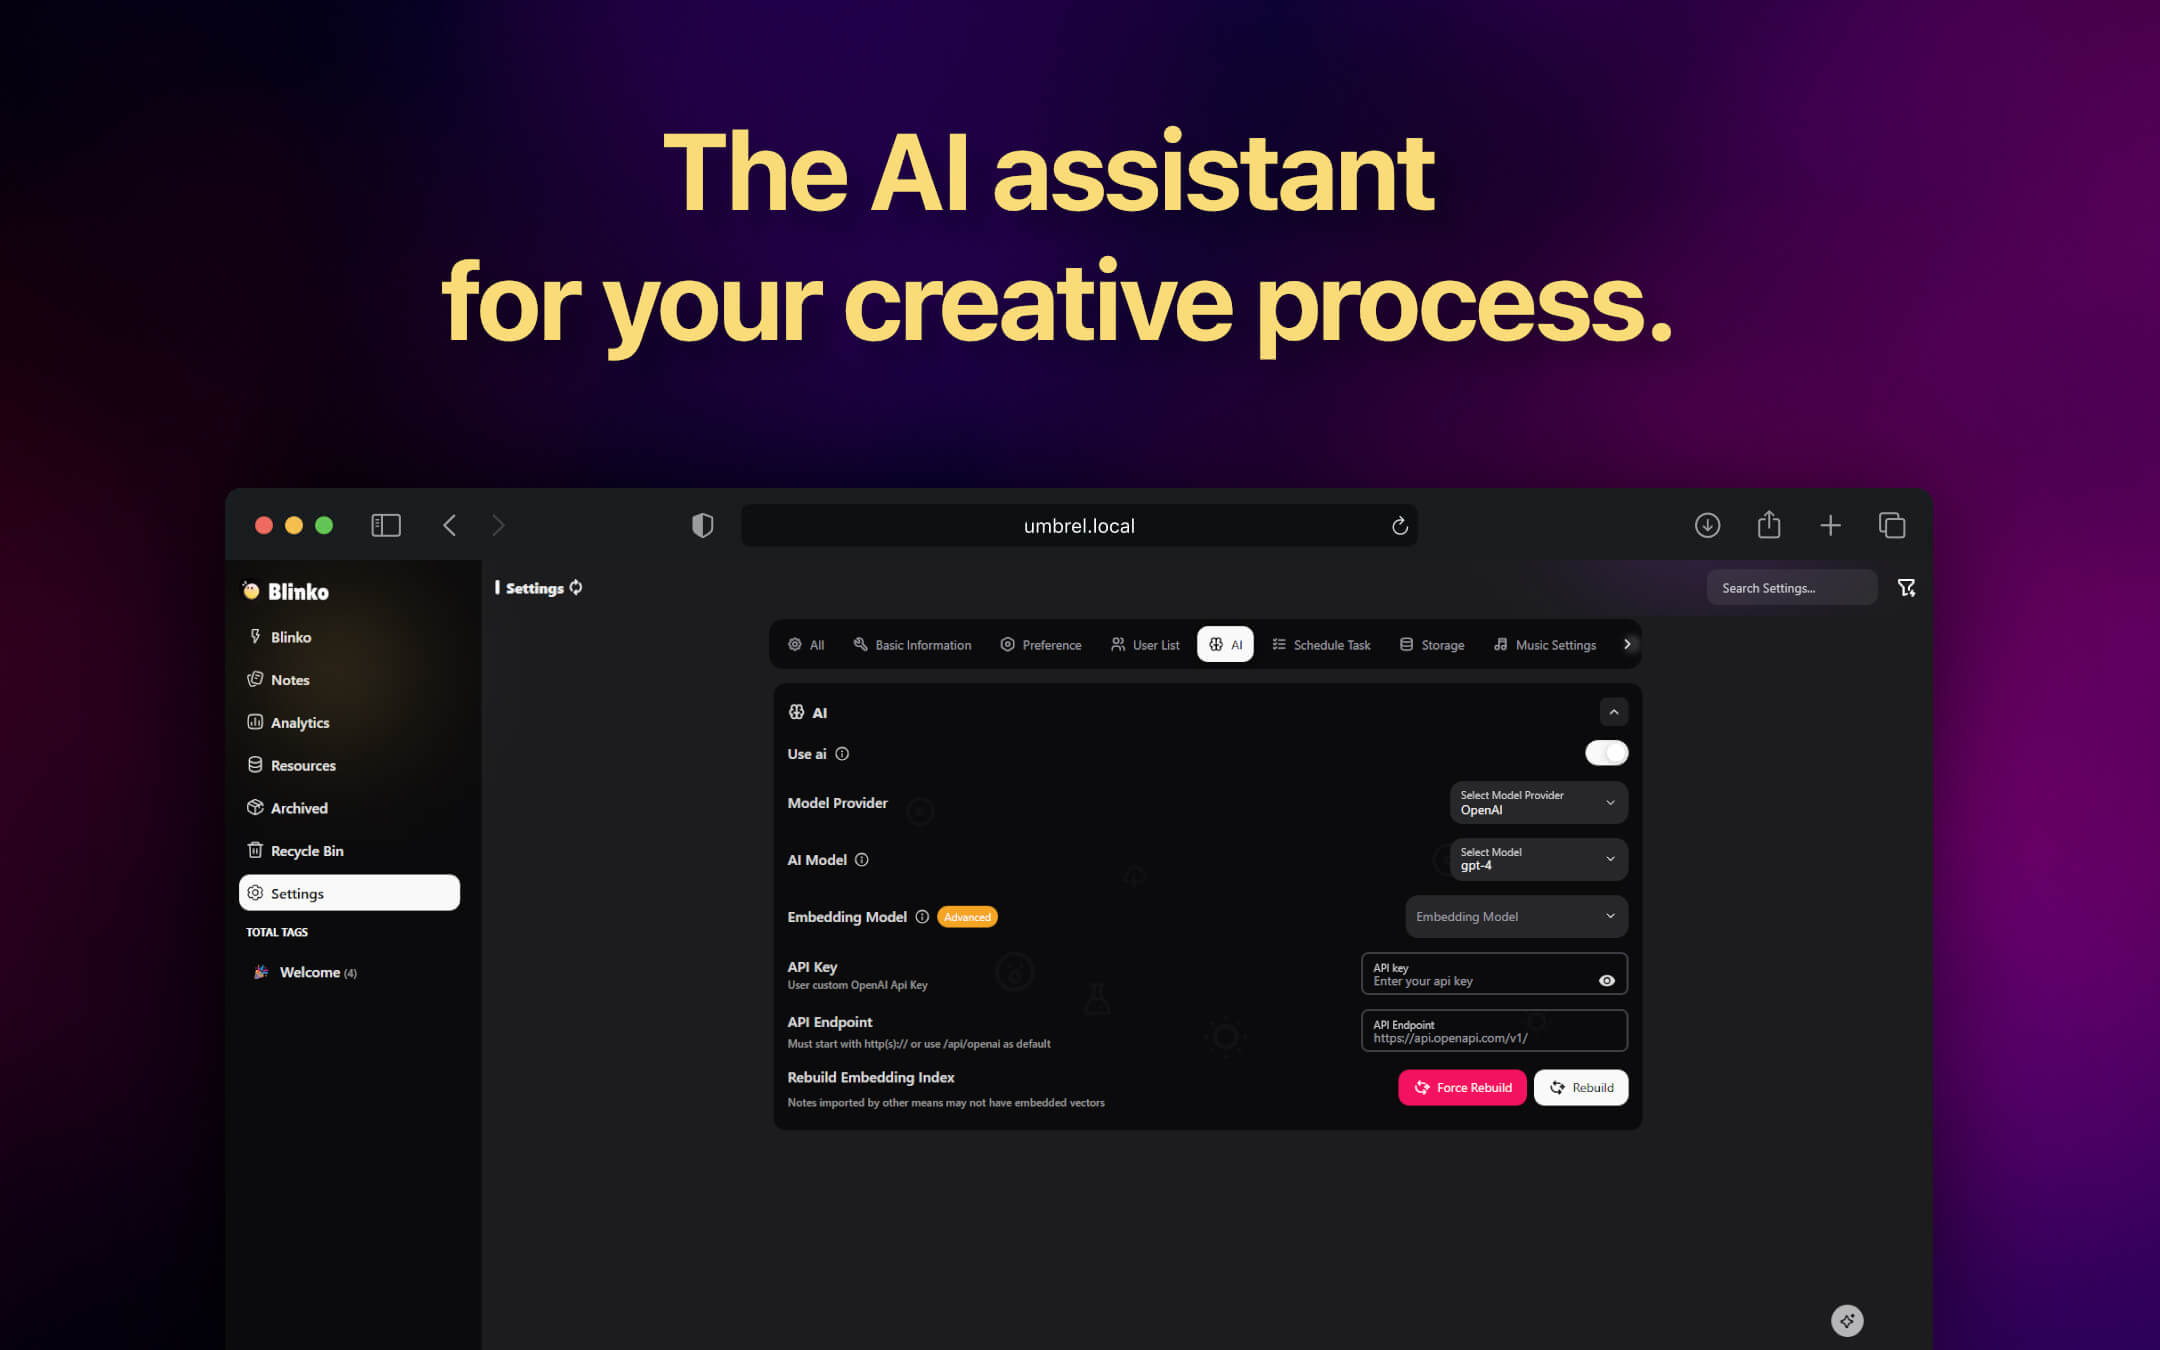 The AI assistant
for your creative process.
umbrel.local
Blinko
Settings
Search Settings...
Blinko
Notes
Analytics
Resources
Archived
Recycle Bin
Settings
TOTAL TAGS
Welcome (4)
All
Basic Information
Preference
User List
AI
Schedule Task
Storage
Music Settings
AI
Use ai
Model Provider
Select Model Provider
OpenAI
AI Model
Select Model
gpt-4
Embedding Model
Advanced
Embedding Model
API Key
User custom OpenAI Api Key
API key
Enter your api key
API Endpoint
Must start with http(s):// or use /api/openai as default
API Endpoint
https://api.openapi.com/v1/
Rebuild Embedding Index
Notes imported by other means may not have embedded vectors
Force Rebuild
Rebuild